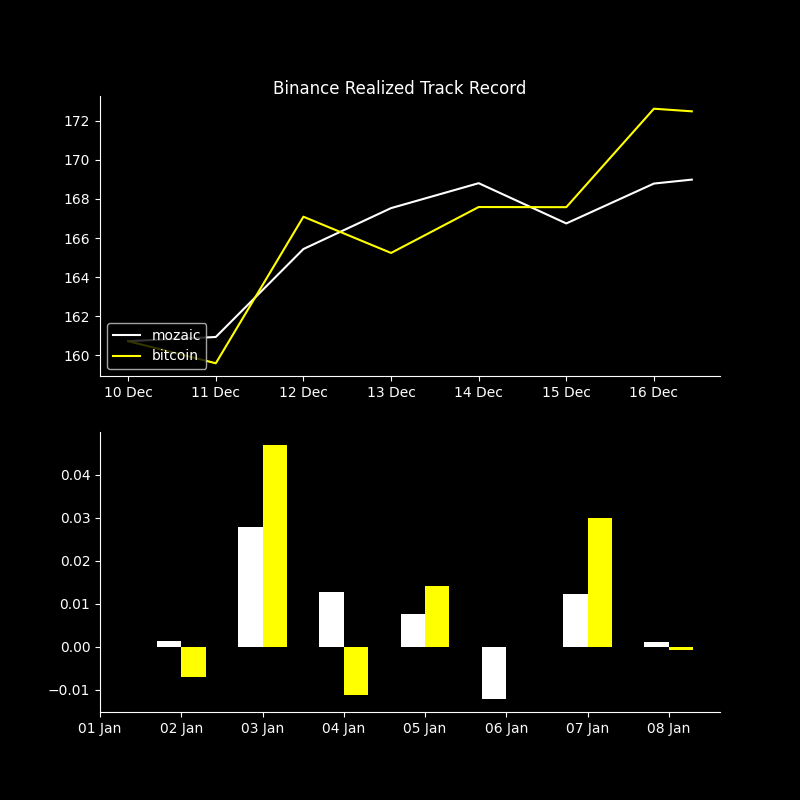 Binance Realized Track Record
172
170
168
166
164
162
160
mozaic
bitcoin
10 Dec 11 Dec 12 Dec 13 Dec 14 Dec 15 Dec 16 Dec
0.04
0.03
0.02
0.01
0.00
−0.01
01 Jan 02 Jan 03 Jan 04 Jan 05 Jan 06 Jan 07 Jan 08 Jan